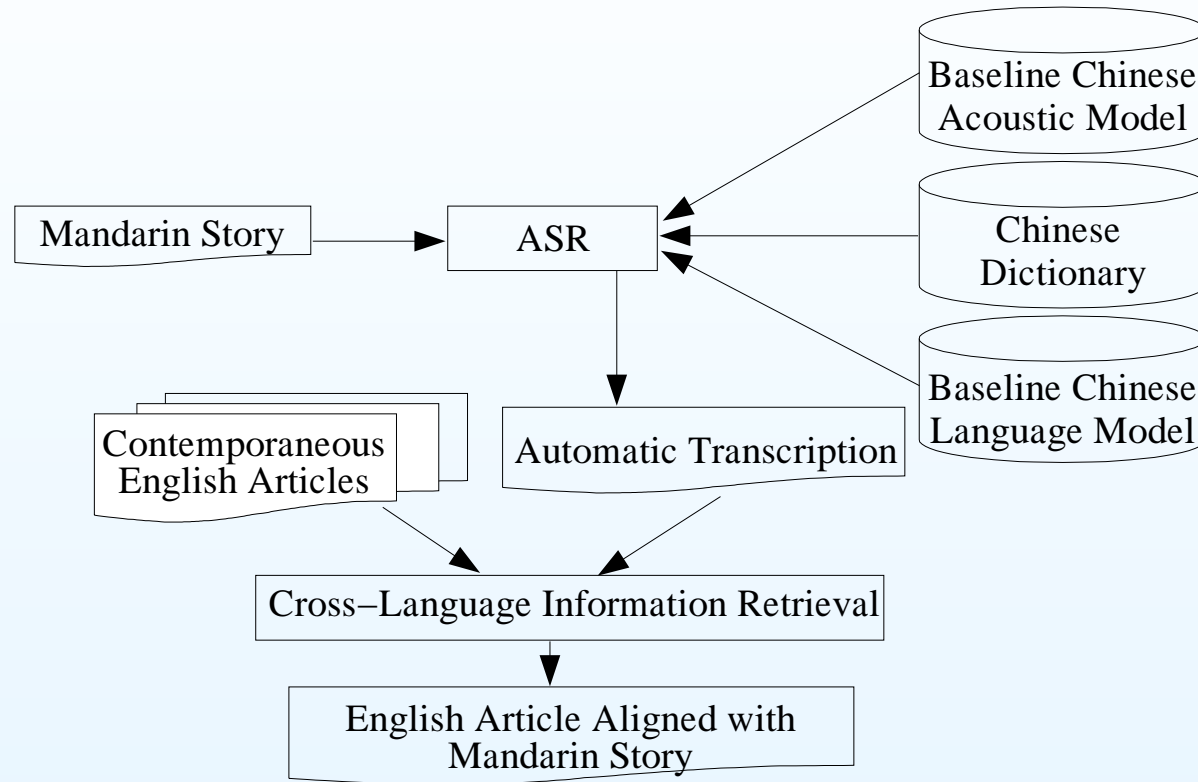 Baseline Chinese
Acoustic Model
Mandarin Story
ASR
Chinese
Dictionary
Baseline Chinese
Language Model
Contemporaneous
English Articles
Automatic Transcription
Cross−Language Information Retrieval
English Article Aligned with
Mandarin Story